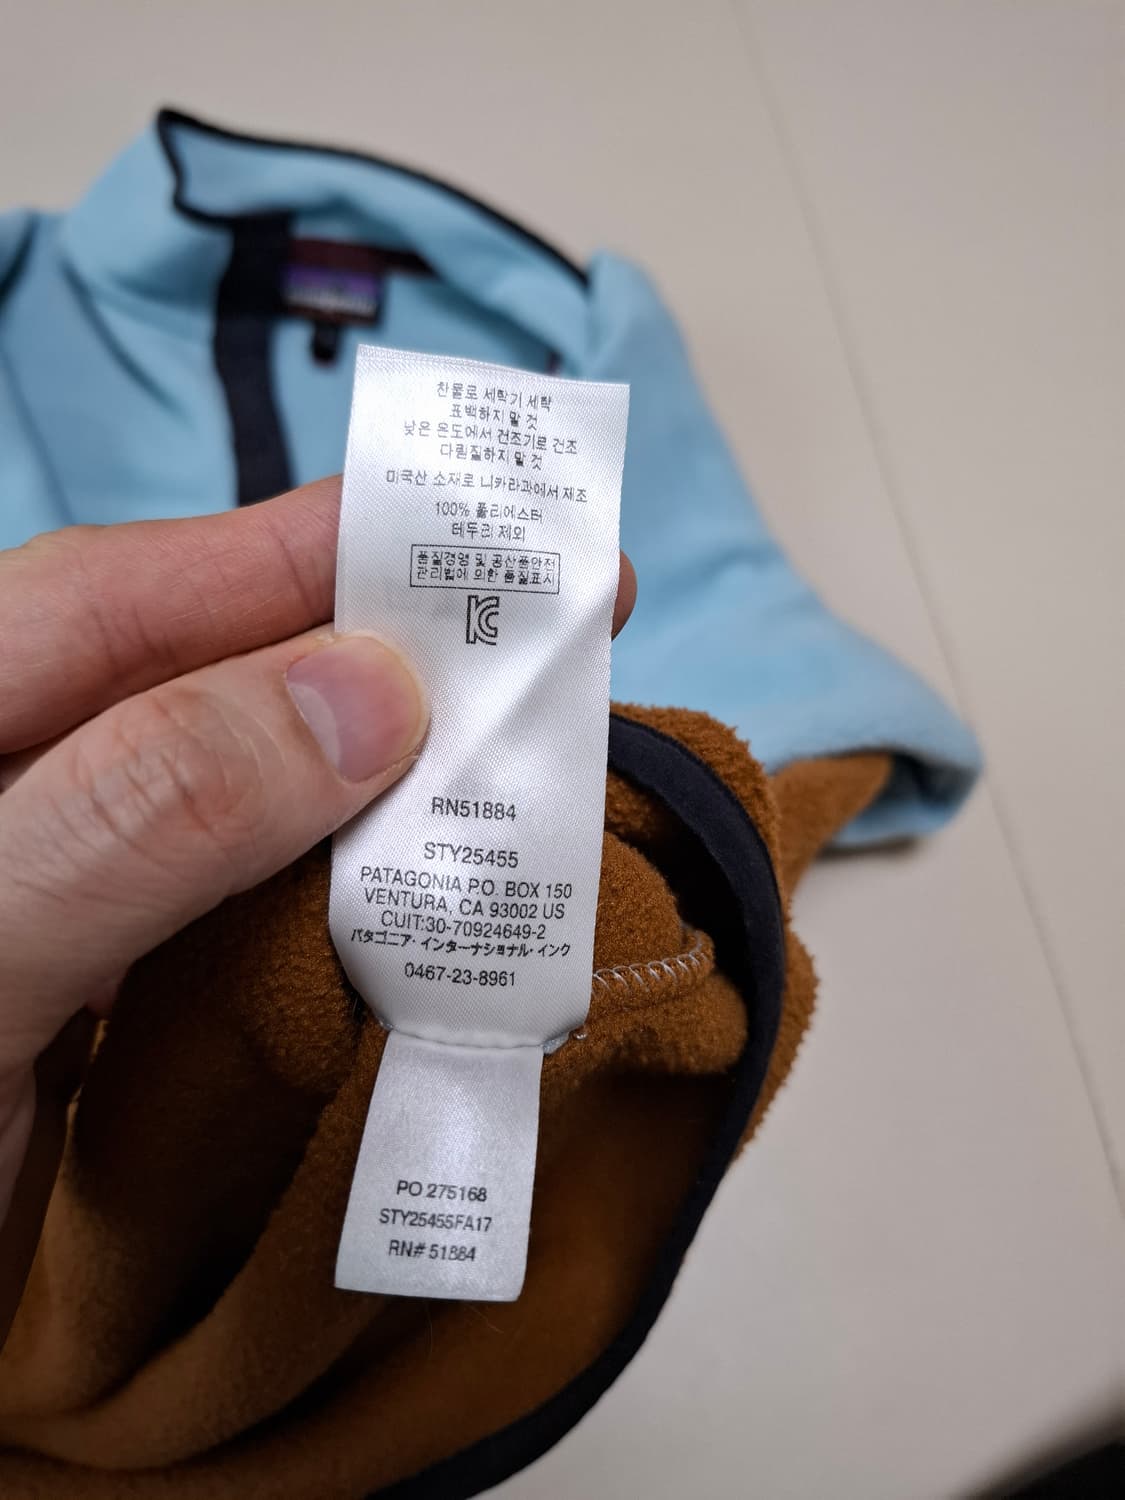 찬물로 세탁기 세탁
표백하지 말 것
낮은 온도에서 건조기로 건조
다림질하지 말 것
미국산 소재로 니카라과에서 제조
100% 폴리에스터
테두리 제외
품질경영 및 공산품안전
관리법에 의한 품질표시
KC
RN51884
STY25455
PATAGONIA P.O. BOX 150
VENTURA, CA 93002 US
CUIT:30-70924649-2
パタゴニア・インターナショナル・インク
0467-23-8961
PO 275168
STY25455FA17
RN# 51884